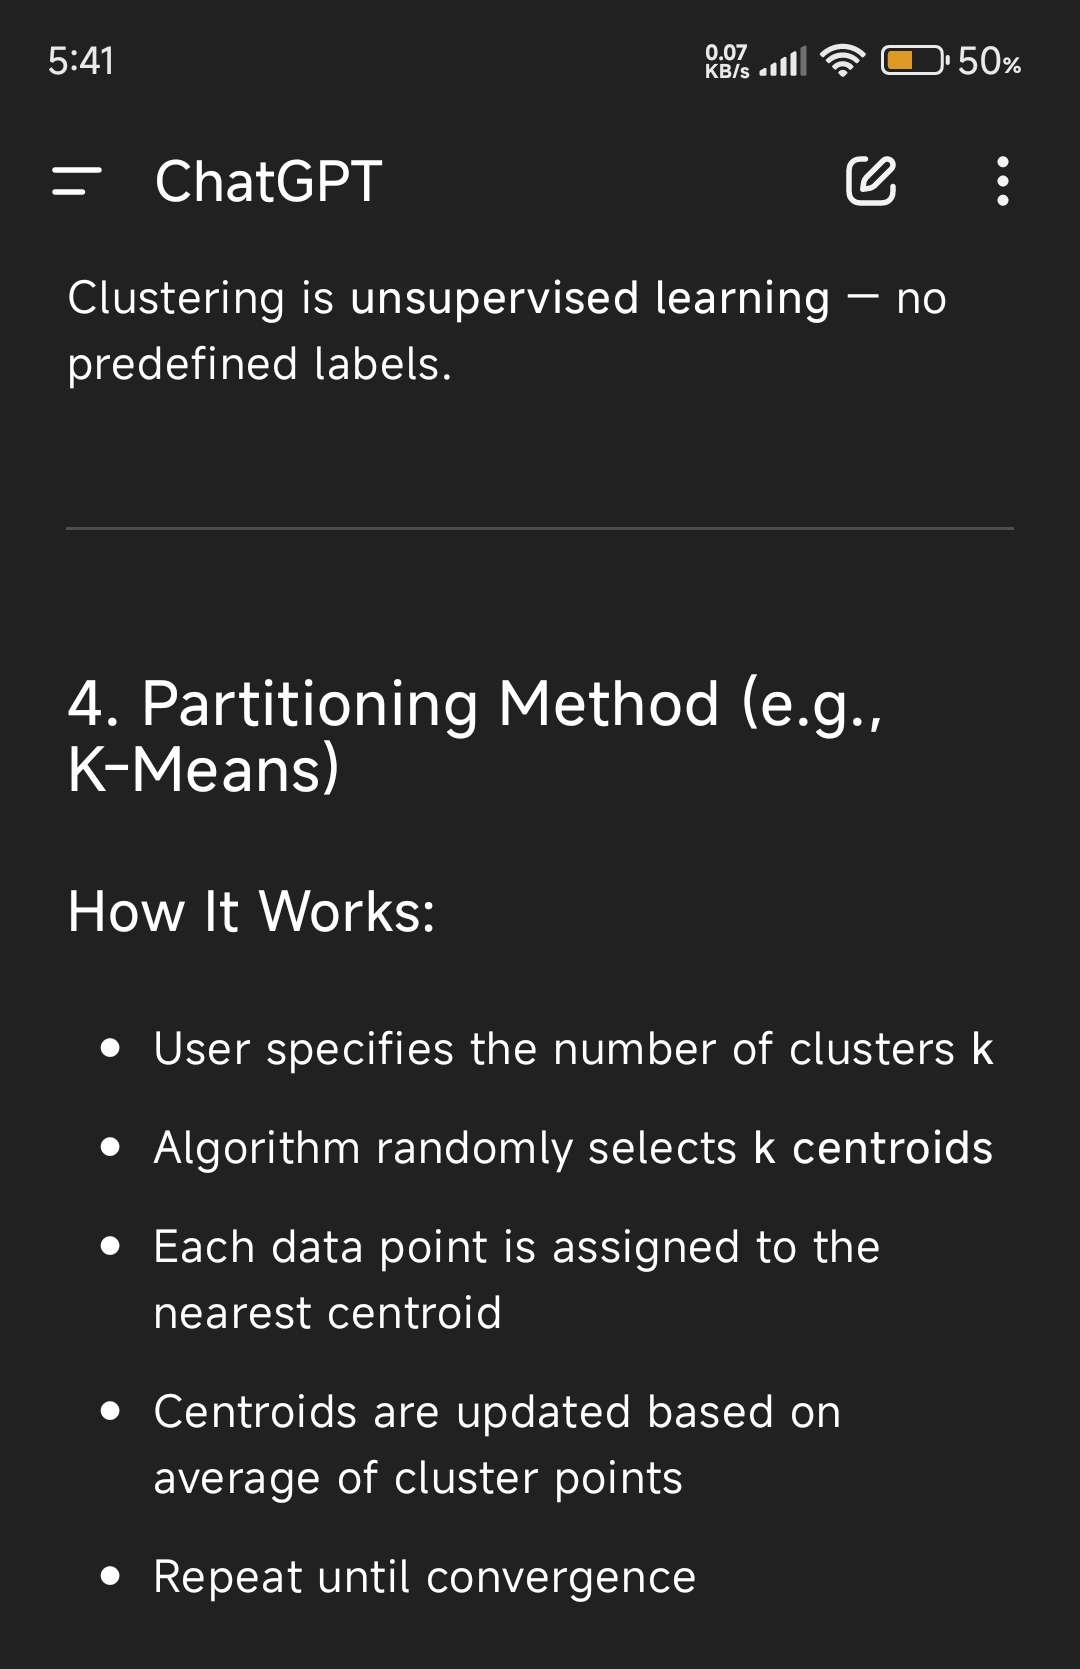 5:41
0.07
KB/s
50%
ChatGPT
Clustering is unsupervised learning — no
predefined labels.
4. Partitioning Method (e.g.,
K-Means)
How It Works:
• User specifies the number of clusters k
• Algorithm randomly selects k centroids
• Each data point is assigned to the
nearest centroid
• Centroids are updated based on
average of cluster points
• Repeat until convergence